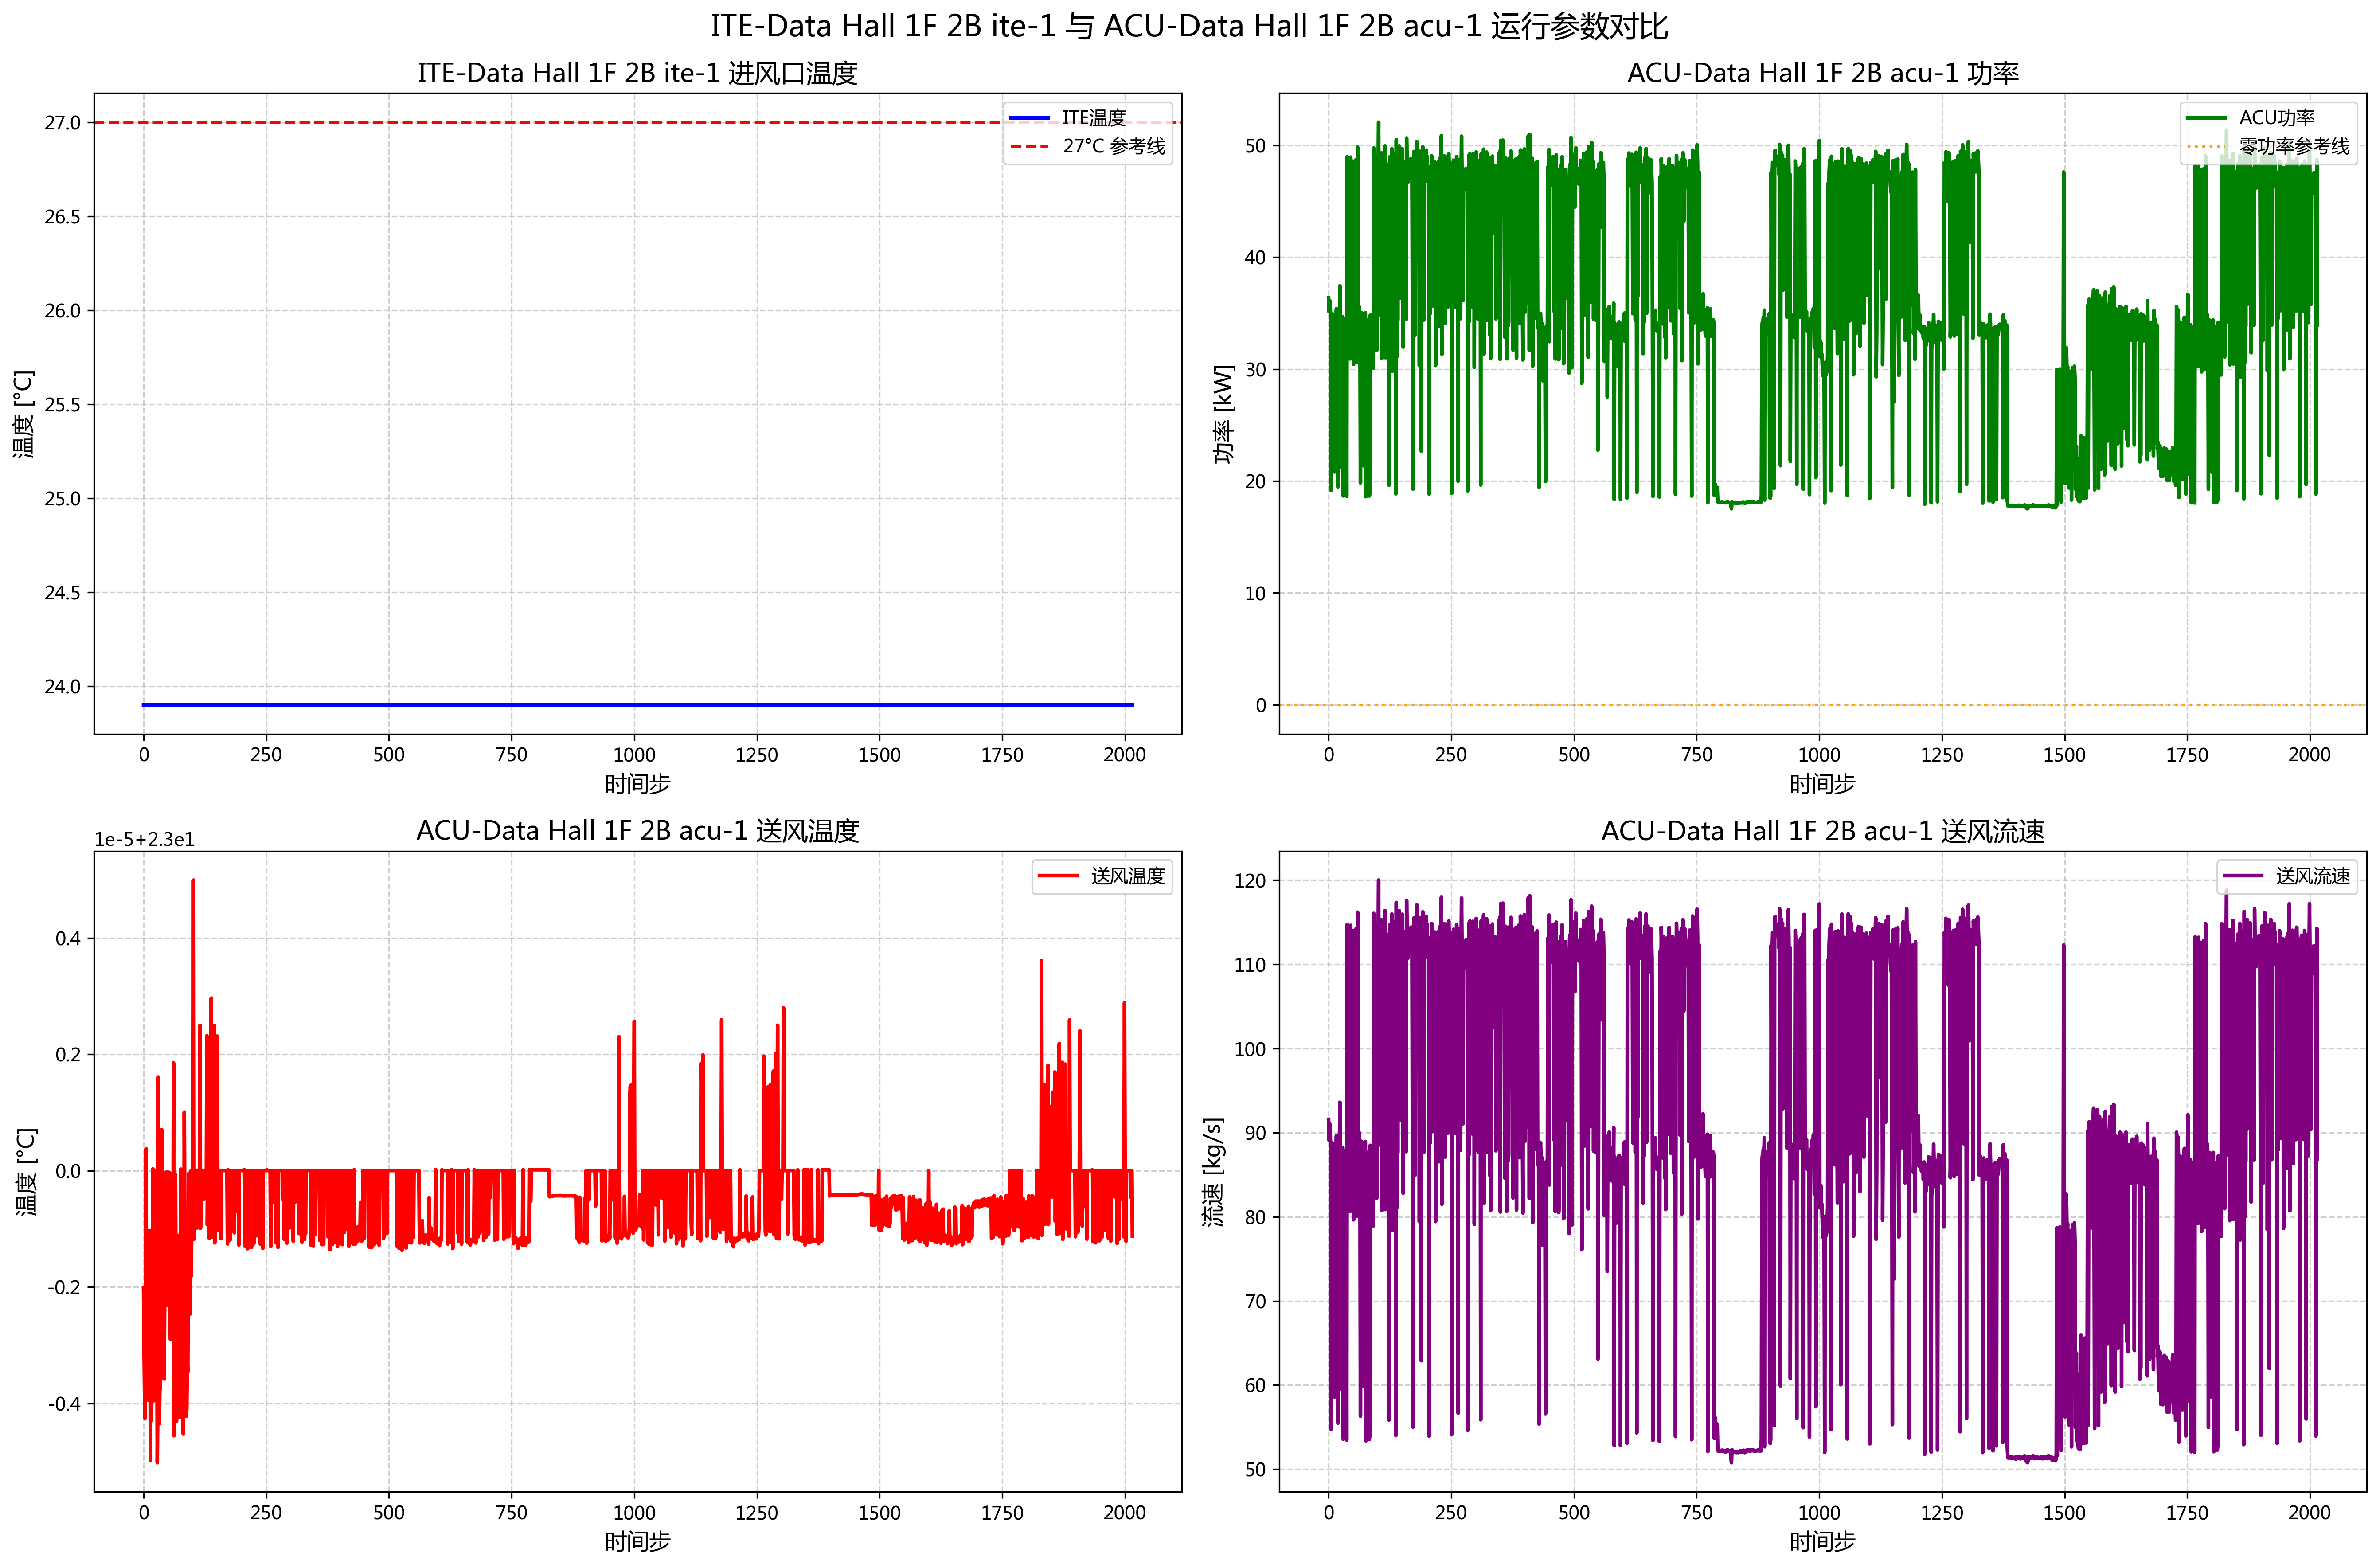 ITE-Data Hall 1F 2B ite-1 与 ACU-Data Hall 1F 2B acu-1 运行参数对比
ITE-Data Hall 1F 2B ite-1 进风口温度
ITE温度
27°C 参考线
温度 [°C]
27.0
26.5
26.0
25.5
25.0
24.5
24.0
0 250 500 750 1000 1250 1500 1750 2000
时间步
ACU-Data Hall 1F 2B acu-1 功率
ACU功率
零功率参考线
功率 [kW]
50
40
30
20
10
0
0 250 500 750 1000 1250 1500 1750 2000
时间步
ACU-Data Hall 1F 2B acu-1 送风温度
1e-5+2.3e1
送风温度
温度 [°C]
0.4
0.2
0.0
-0.2
-0.4
0 250 500 750 1000 1250 1500 1750 2000
时间步
ACU-Data Hall 1F 2B acu-1 送风流速
送风流速
流速 [kg/s]
120
110
100
90
80
70
60
50
0 250 500 750 1000 1250 1500 1750 2000
时间步